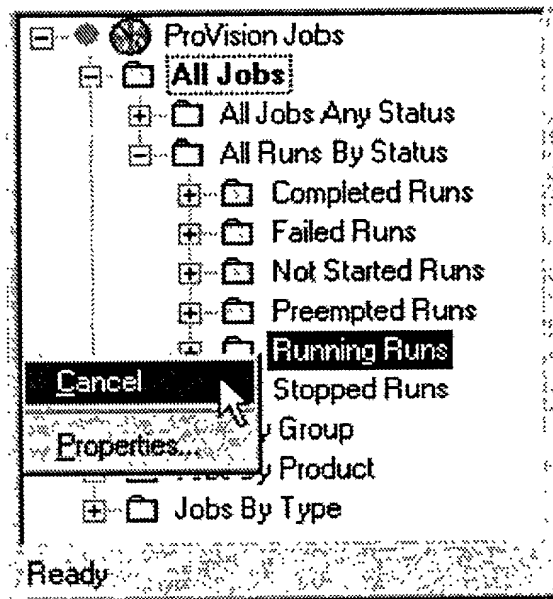 ProVision Jobs
All Jobs
All Jobs Any Status
All Runs By Status
Completed Runs
Failed Runs
Not Started Runs
Preempted Runs
Running Runs
Cancel
Stopped Runs
Group
Properties...
By Product
Jobs By Type
Ready